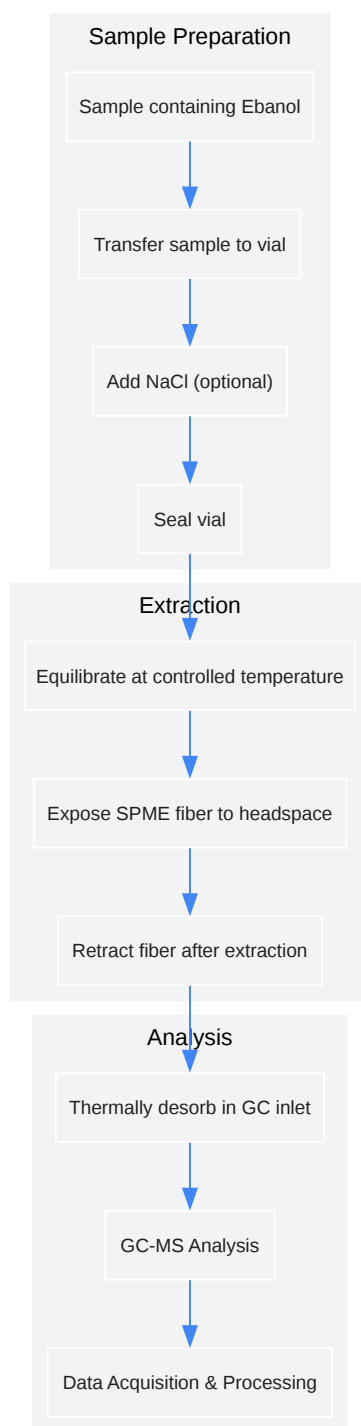 Sample Preparation
Sample containing Ebanol
Transfer sample to vial
Add NaCl (optional)
Seal vial
Extraction
Equilibrate at controlled temperature
Expose SPME fiber to headspace
Retract fiber after extraction
Analysis
Thermally desorb in GC inlet
GC-MS Analysis
Data Acquisition & Processing